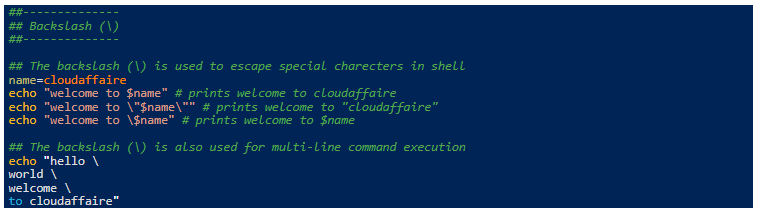 ##--------------
## Backslash (\)
##--------------
## The backslash (\) is used to escape special charecters in shell
name=cloudaffaire
echo "welcome to $name" # prints welcome to cloudaffaire
echo "welcome to \"$name\"" # prints welcome to "cloudaffaire"
echo "welcome to \$name" # prints welcome to $name
## The backslash (\) is also used for multi-line command execution
echo "hello \
world \
welcome \
to cloudaffaire"